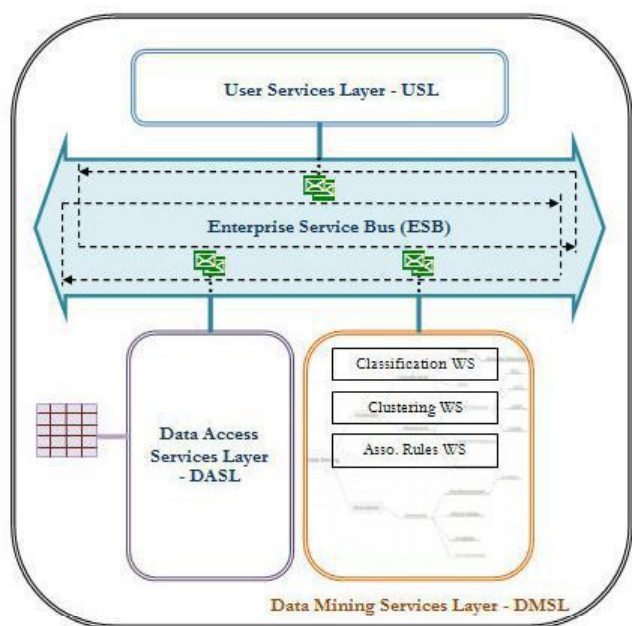 User Services Layer - USL
Enterprise Service Bus (ESB)
Classification WS
Clustering WS
Asso. Rules WS
Data Access
Services Layer
- DASL
Data Mining Services Layer - DMSL